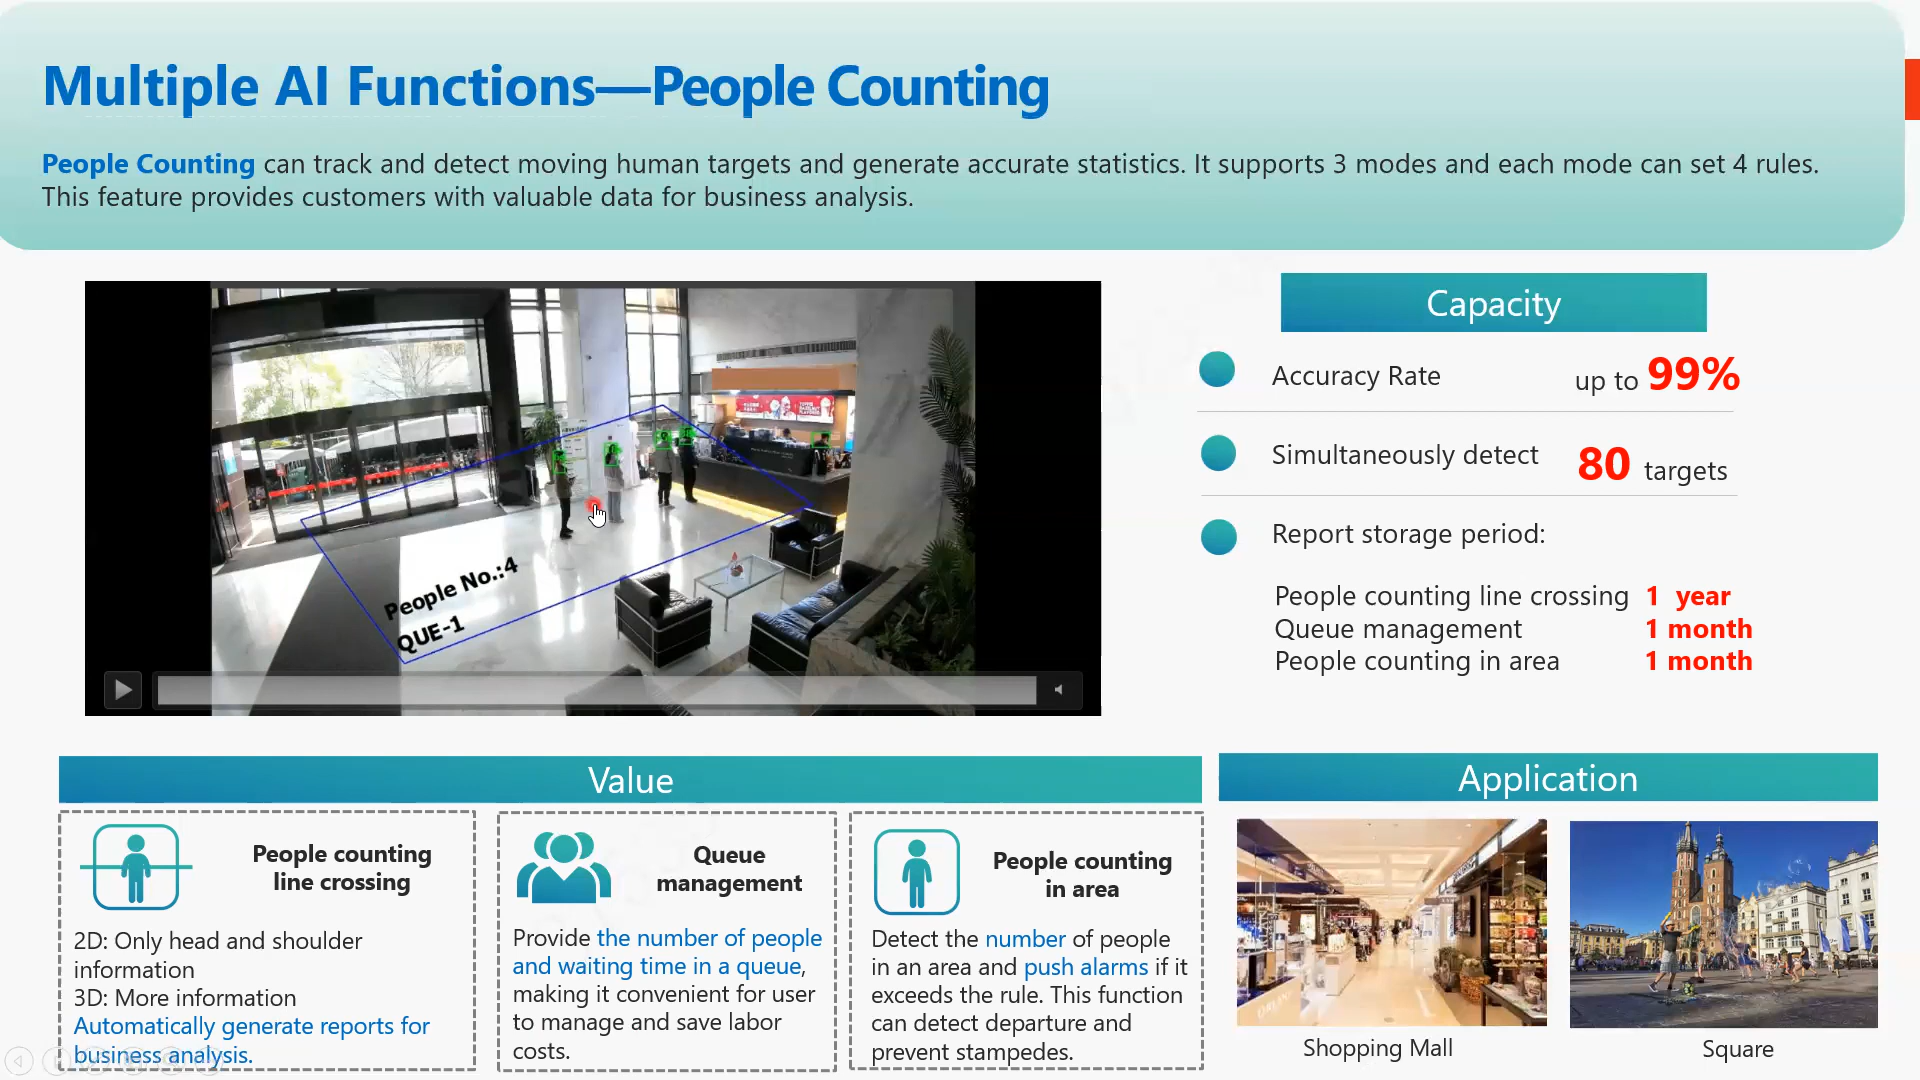 Multiple AI Functions—People Counting
People Counting can track and detect moving human targets and generate accurate statistics. It supports 3 modes and each mode can set 4 rules.
This feature provides customers with valuable data for business analysis.
People No.:4
QUE-1
Capacity
Accuracy Rate up to 99%
Simultaneously detect 80 targets
Report storage period:
People counting line crossing 1 year
Queue management 1 month
People counting in area 1 month
Value
People counting
line crossing
2D: Only head and shoulder
information
3D: More information
Automatically generate reports for
business analysis.
Queue
management
Provide the number of people
and waiting time in a queue,
making it convenient for user
to manage and save labor
costs.
People counting
in area
Detect the number of people
in an area and push alarms if it
exceeds the rule. This function
can detect departure and
prevent stampedes.
Application
Shopping Mall
Square